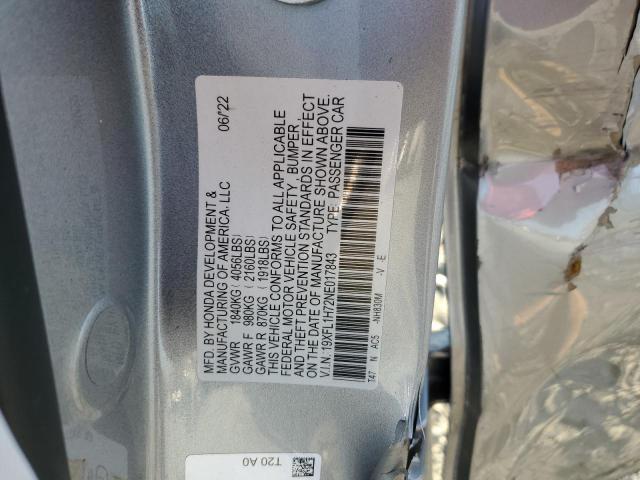 MFD. BY HONDA DEVELOPMENT & 06/22
MANUFACTURING OF AMERICA, LLC
GVWR 1840KG ( 4056LBS)
GAWR F 980KG ( 2160LBS)
GAWR R 870KG ( 1918LBS)
THIS VEHICLE CONFORMS TO ALL APPLICABLE
FEDERAL MOTOR VEHICLE SAFETY , BUMPER ,
AND THEFT PREVENTION STANDARDS IN EFFECT
ON THE DATE OF MANUFACTURE SHOWN ABOVE.
V.I.N. 19XFL1H72NE017843 TYPE: PASSENGER CAR
T47 N AC5 -NH830M -V -E
T20 A0